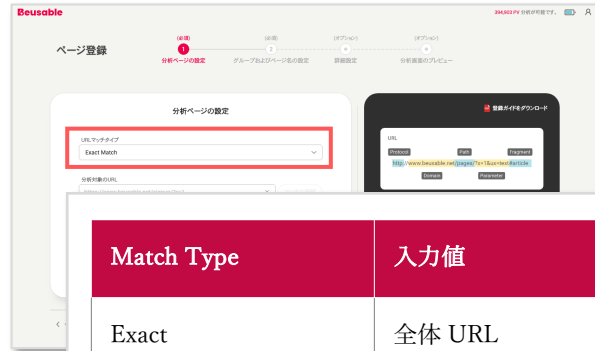 Beusable
394,803 PV 分析が可能です。
ページ登録
(必須)
(必須)
(オプション)
(オプション)
1
2
分析ページの設定
グループおよびページ名の設定
詳細設定
分析画面のプレビュー
分析ページの設定
登録ガイドをダウンロード
URLマッチタイプ
Exact Match
分析対象のURL
URL
Protocol
Path
Fragment
http://www.beusable.net/pages/?s=1&ux=test#article
Domain
Parameter
Match Type
入力値
Exact
全体 URL